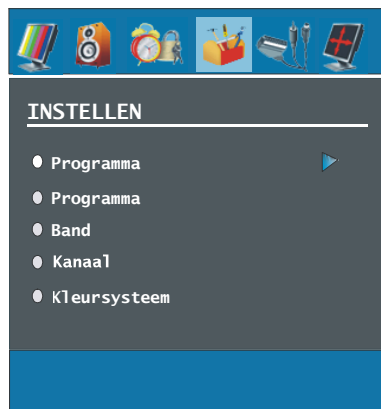 INSTELLEN
Programma
Programma
Band
Kanaal
Kleursysteem